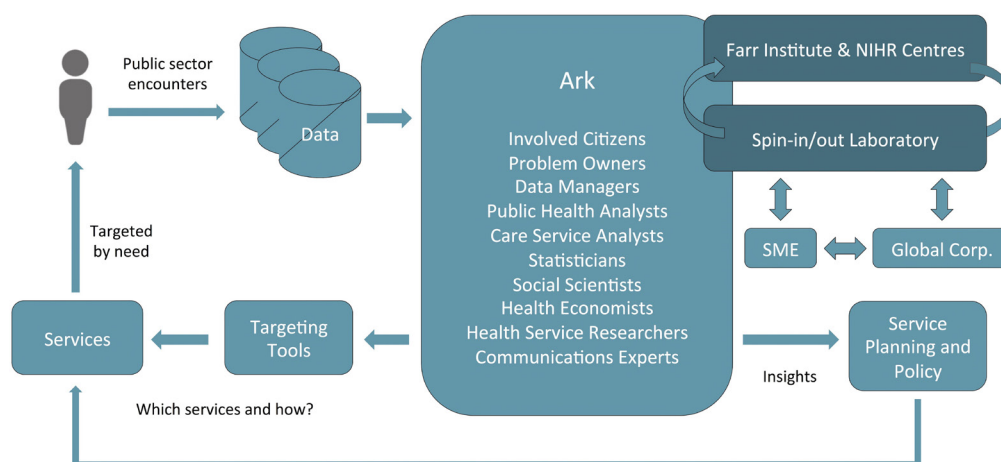 Public sector
encounters
Data
Ark
Involved Citizens
Problem Owners
Data Managers
Public Health Analysts
Care Service Analysts
Statisticians
Social Scientists
Health Economists
Health Service Researchers
Communications Experts
Farr Institute & NIHR Centres
Spin-in/out Laboratory
SME
Global Corp.
Targeted
by need
Services
Targeting
Tools
Which services and how?
Insights
Service
Planning and
Policy